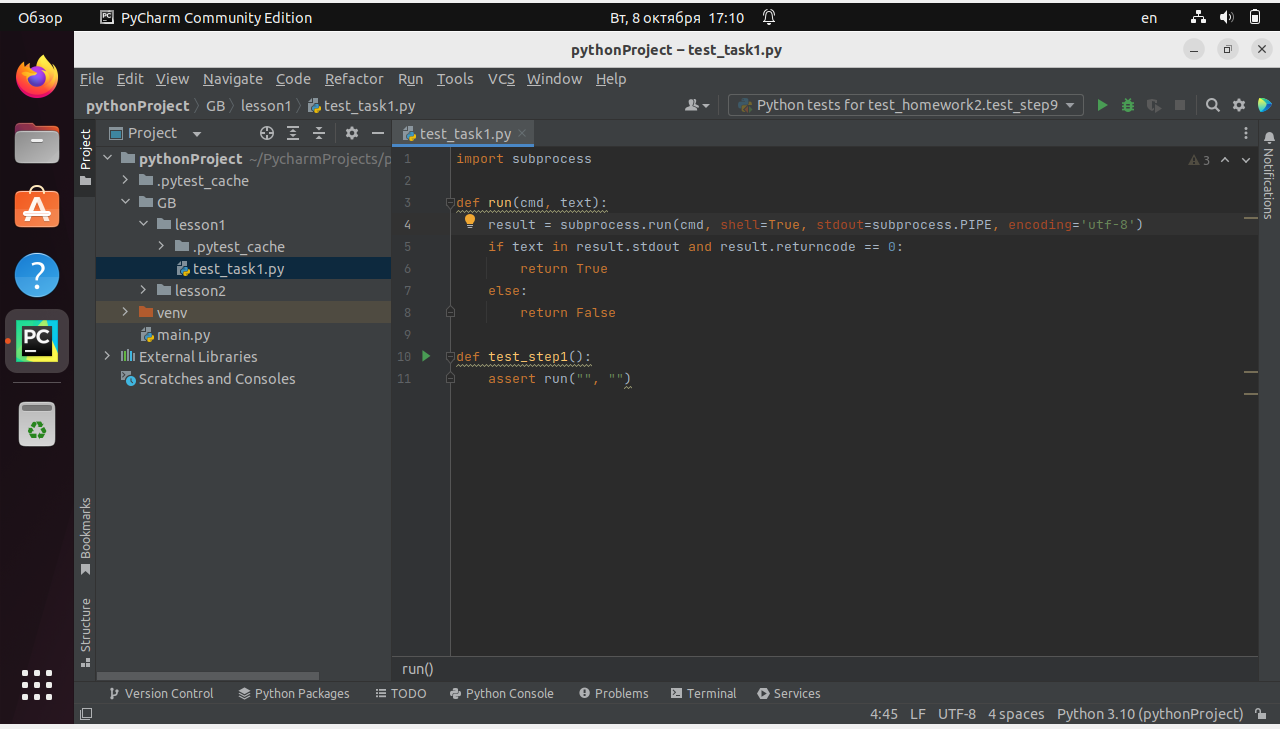 Обзор PyCharm Community Edition Вт, 8 октября 17:10 en
pythonProject – test_task1.py
File Edit View Navigate Code Refactor Run Tools VCS Window Help
pythonProject GB lesson1 test_task1.py Python tests for test_homework2.test_step9
Project
Project
pythonProject ~/PycharmProjects/p
.pytest_cache
GB
lesson1
.pytest_cache
test_task1.py
lesson2
venv
main.py
External Libraries
Scratches and Consoles
Bookmarks
Structure
PC
test_task1.py
3
1 import subprocess
2
3 def run(cmd, text):
4     result = subprocess.run(cmd, shell=True, stdout=subprocess.PIPE, encoding='utf-8')
5     if text in result.stdout and result.returncode == 0:
6         return True
7     else:
8         return False
9
10 def test_step1():
11     assert run("", "")
Notifications
run()
Version Control Python Packages TODO Python Console Problems Terminal Services
4:45 LF UTF-8 4 spaces Python 3.10 (pythonProject)